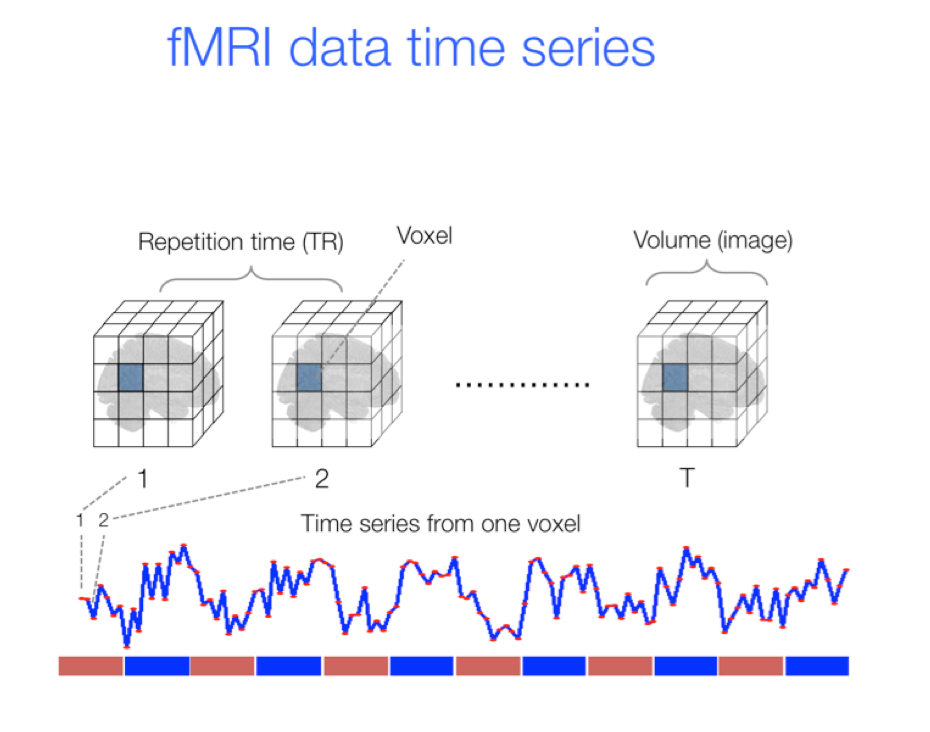 fMRI data time series
Repetition time (TR)
Voxel
Volume (image)
1
2
T
1 2
Time series from one voxel